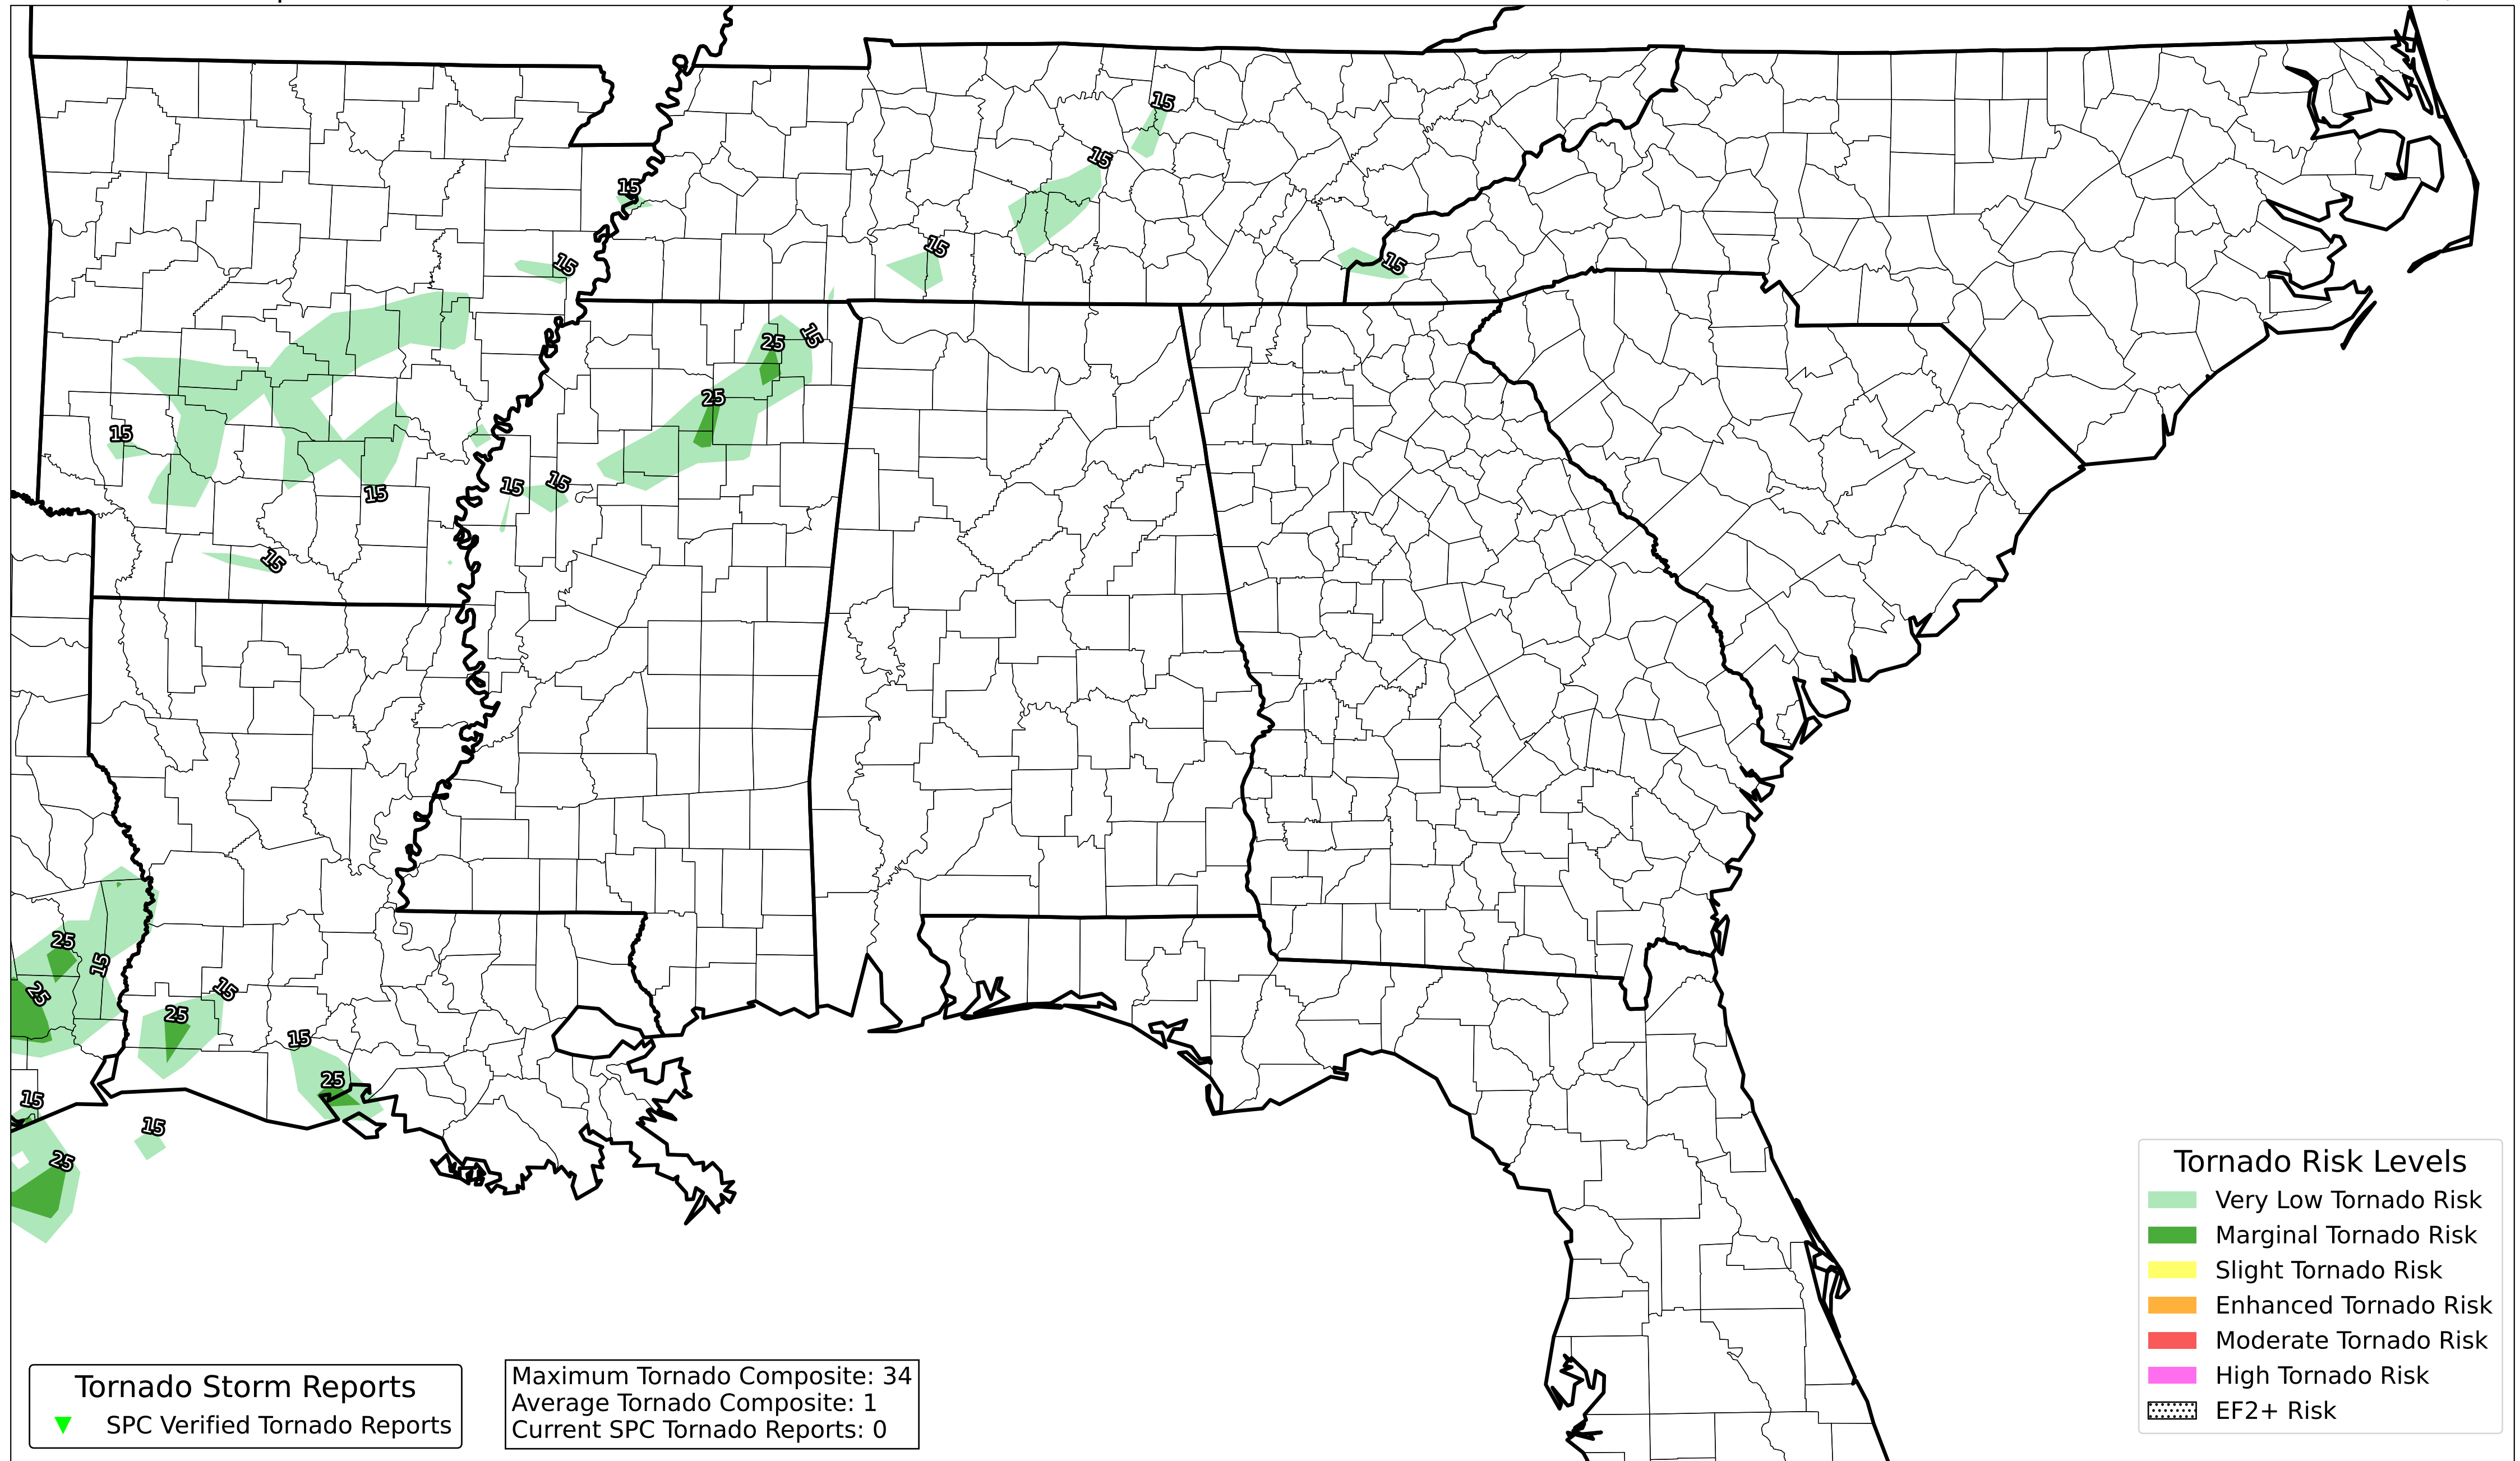 15
15
15
15
15
15
15
25
25
15
15
15
15
15
25
15
25
15
25
15
25
15
15
25
Tornado Risk Levels
Very Low Tornado Risk
Marginal Tornado Risk
Slight Tornado Risk
Enhanced Tornado Risk
Moderate Tornado Risk
High Tornado Risk
EF2+ Risk
Tornado Storm Reports
SPC Verified Tornado Reports
Maximum Tornado Composite: 34
Average Tornado Composite: 1
Current SPC Tornado Reports: 0